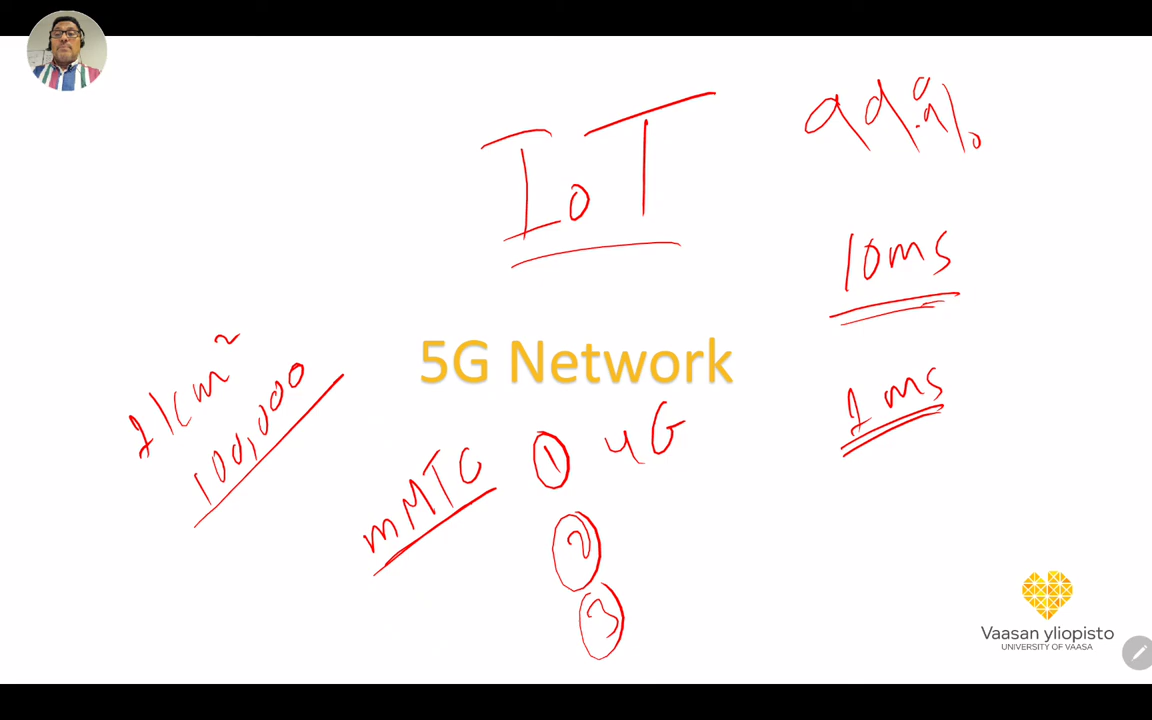 IoT
99.9%
10ms
5G Network
1km²
100,000
1ms
mMTC
1 4G
2
3
Vaasan yliopisto
UNIVERSITY OF VAASA